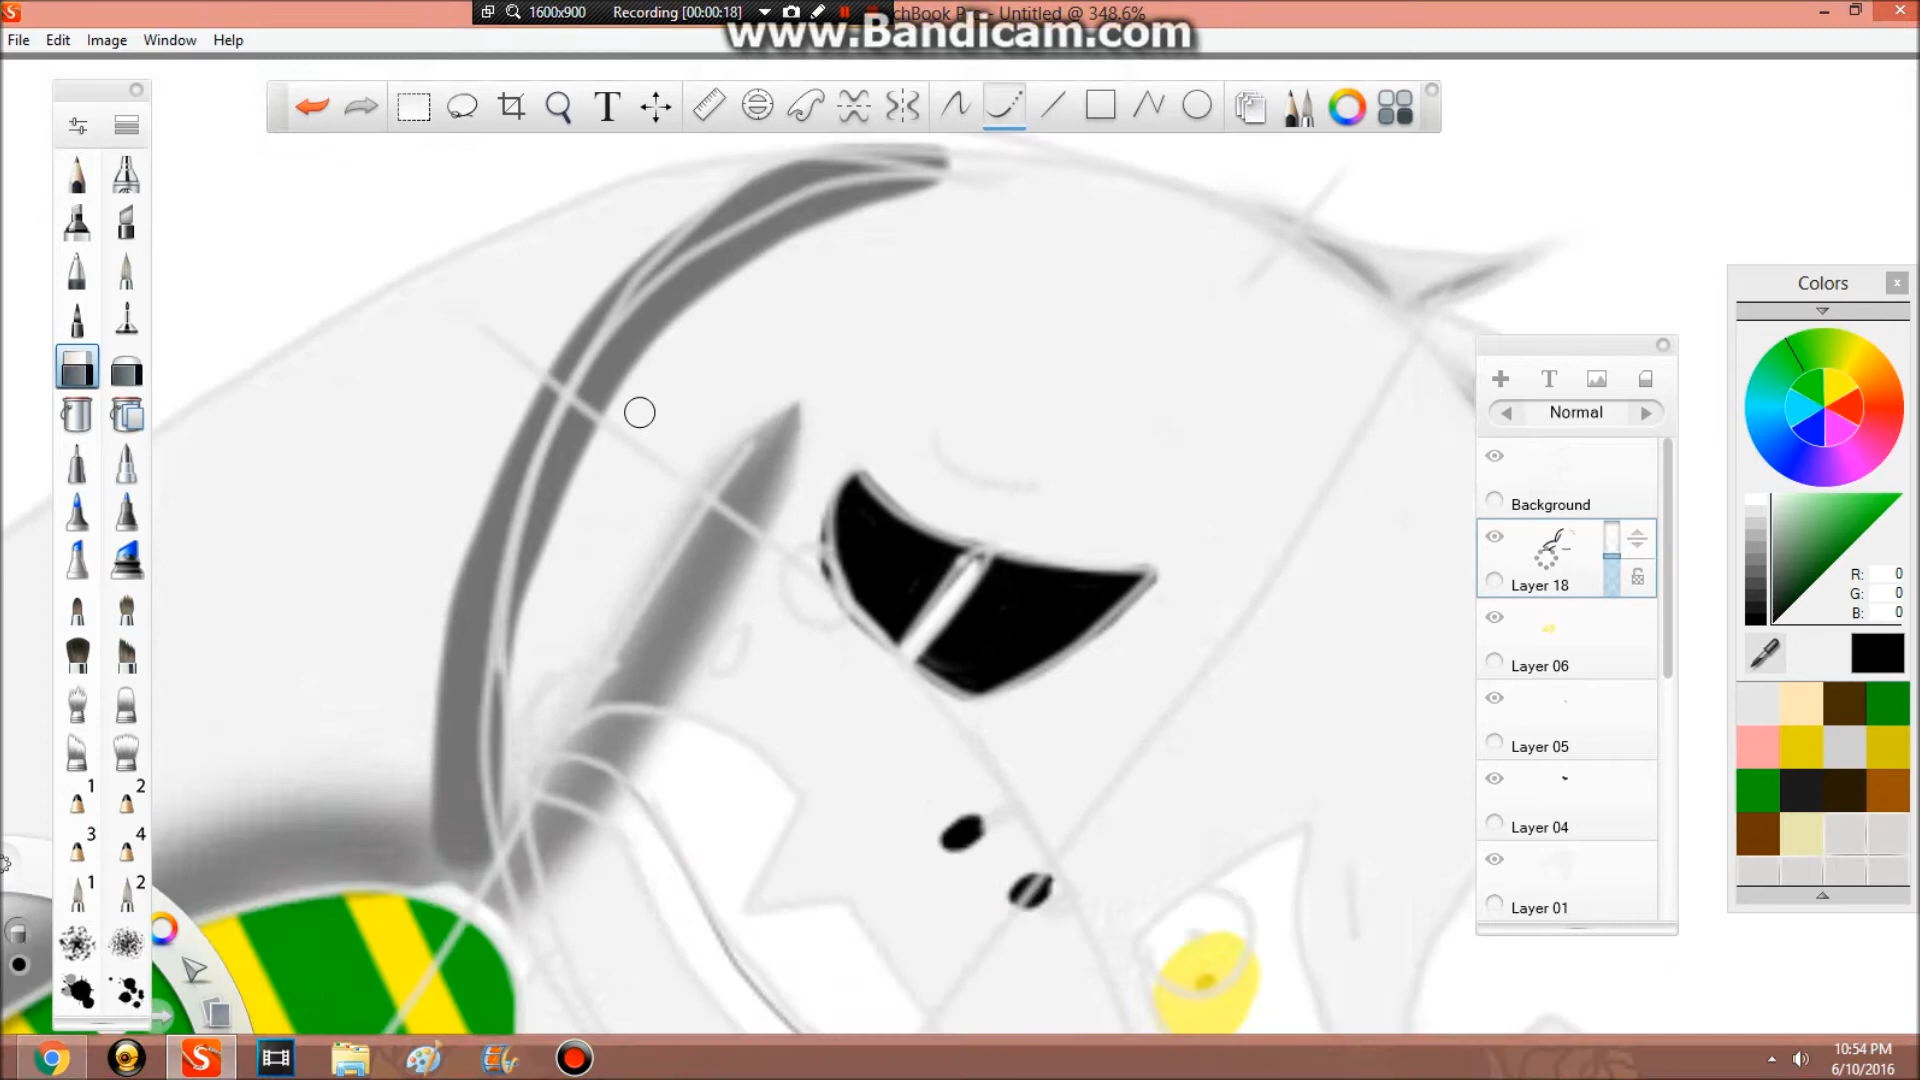 1600x900 Recording [00:00:18] chBook Pro - Untitled @ 348.6%
www.Bandicam.com
File Edit Image Window Help
T
Colors
T
Normal
Background
Layer 18
Layer 06
Layer 05
Layer 04
Layer 01
R: 0
G: 0
B: 0
1 2
3 4
1 2
10:54 PM
6/10/2016